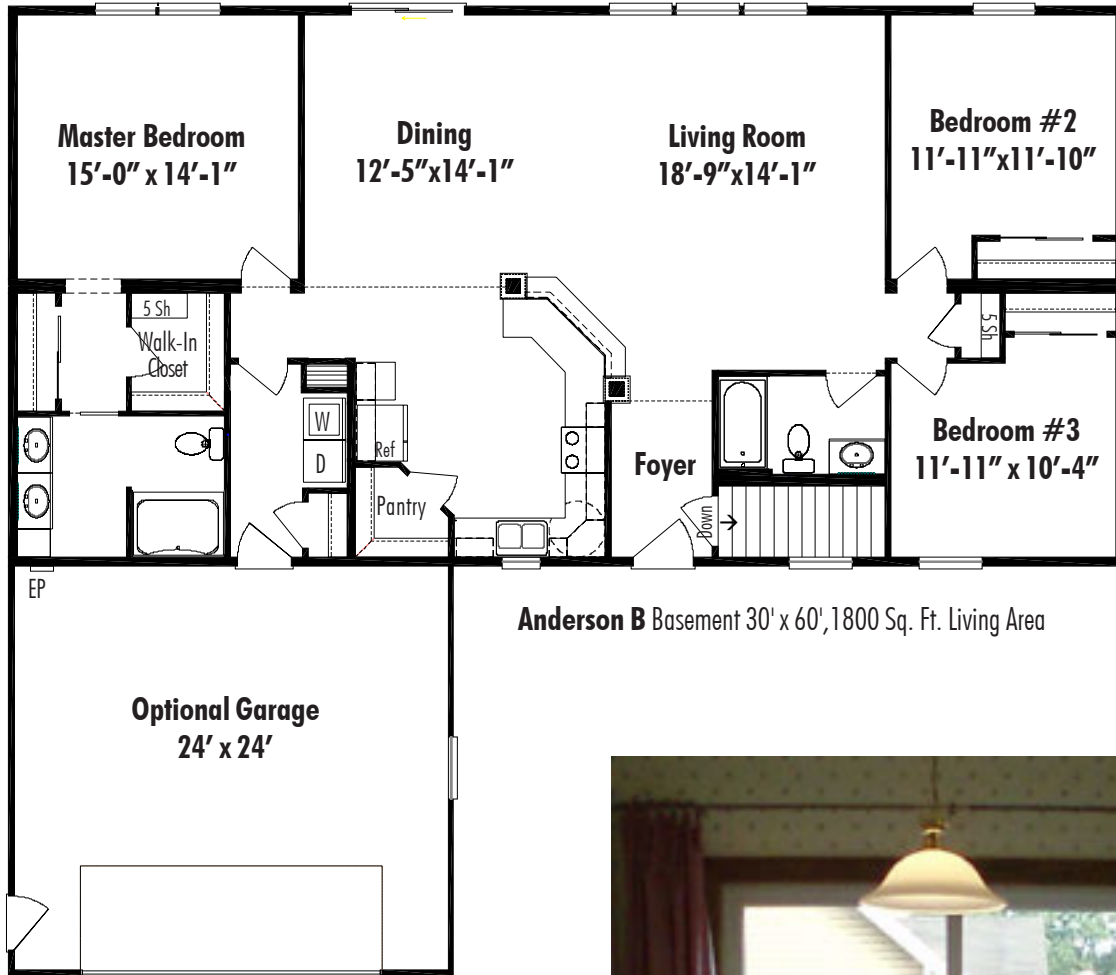 Master Bedroom
15'-0" x 14'-1"
Dining
12'-5"x14'-1"
Living Room
18'-9"x14'-1"
Bedroom #2
11'-11"x11'-10"
5 Sh
Walk-In
Closet
5 Sh
W
D
Ref
Pantry
Foyer
Down
Bedroom #3
11'-11" x 10'-4"
EP
Anderson B Basement 30' x 60',1800 Sq. Ft. Living Area
Optional Garage
24' x 24'